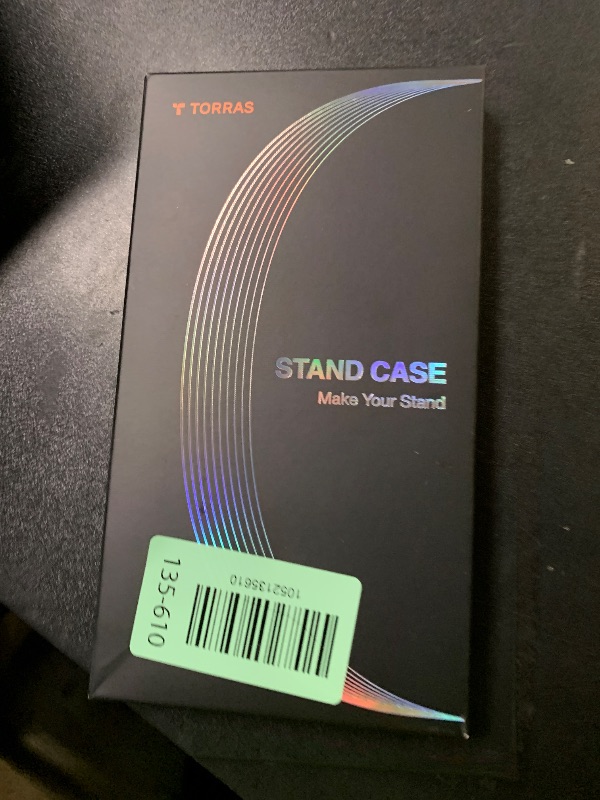 TORRAS
STAND CASE
Make Your Stand
135-610
1052135610